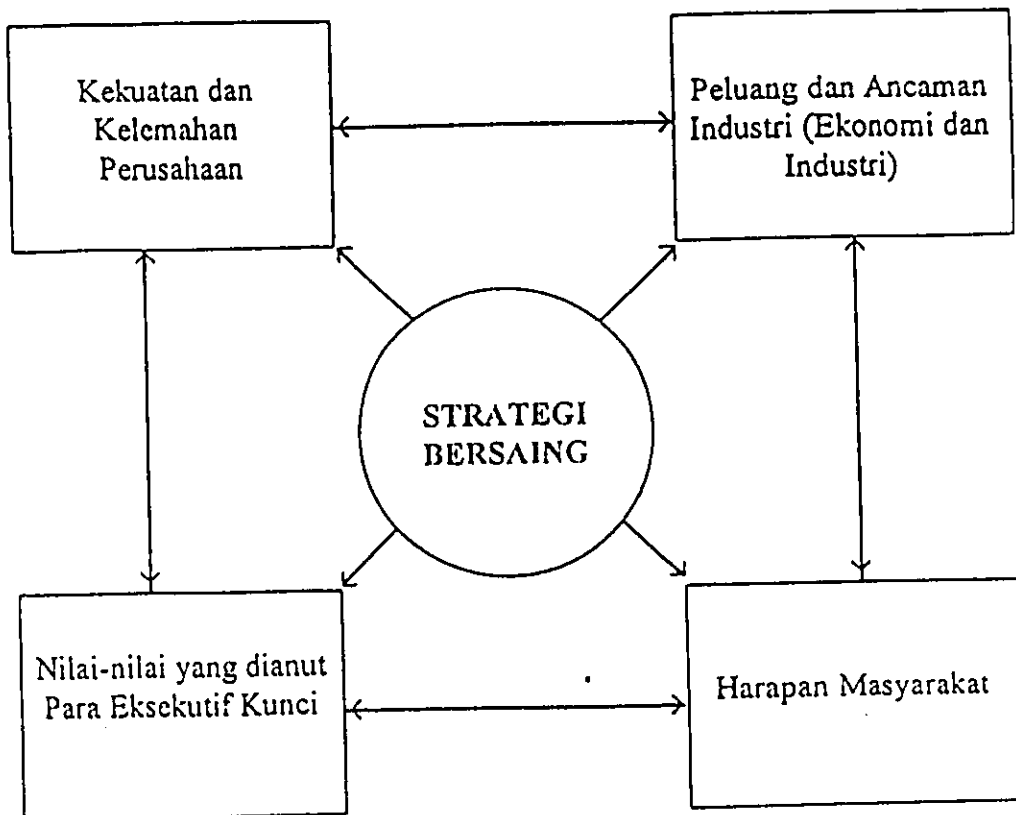 Kekuatan dan
Kelemahan
Perusahaan
Peluang dan Ancaman
Industri (Ekonomi dan
Industri)
STRATEGI
BERSAING
Nilai-nilai yang dianut
Para Eksekutif Kunci
Harapan Masyarakat